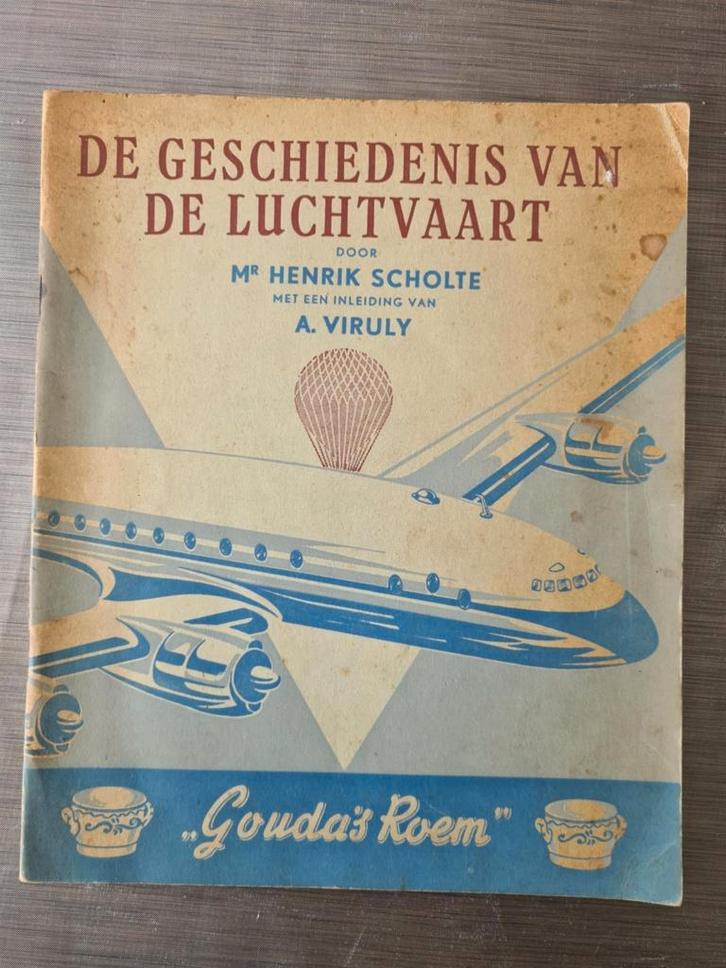 DE GESCHIEDENIS VAN
DE LUCHTVAART
DOOR
MR HENRIK SCHOLTE
MET EEN INLEIDING VAN
A. VIRULY
„Gouda's Roem"